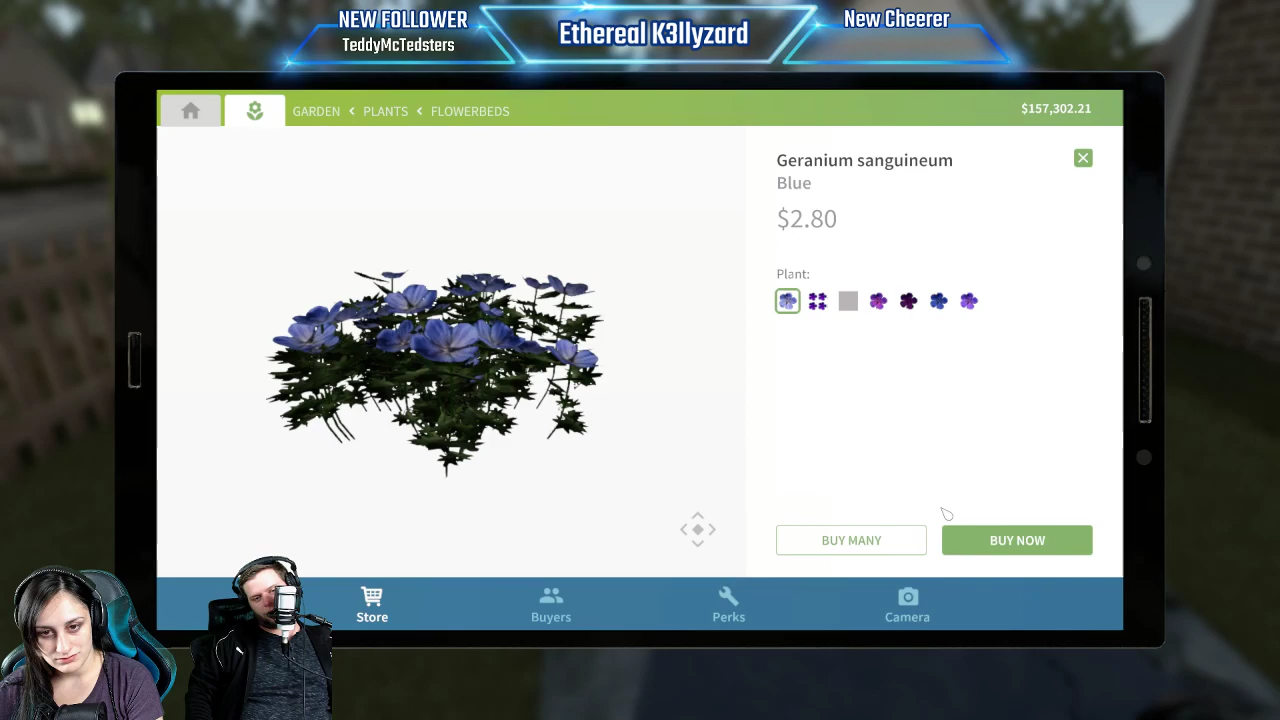 NEW FOLLOWER
TeddyMcTedsters
Ethereal K3llyzard
New Cheerer
GARDEN < PLANTS < FLOWERBEDS
$157,302.21
Geranium sanguineum
Blue
$2.80
Plant:
BUY MANY
BUY NOW
Store
Buyers
Perks
Camera